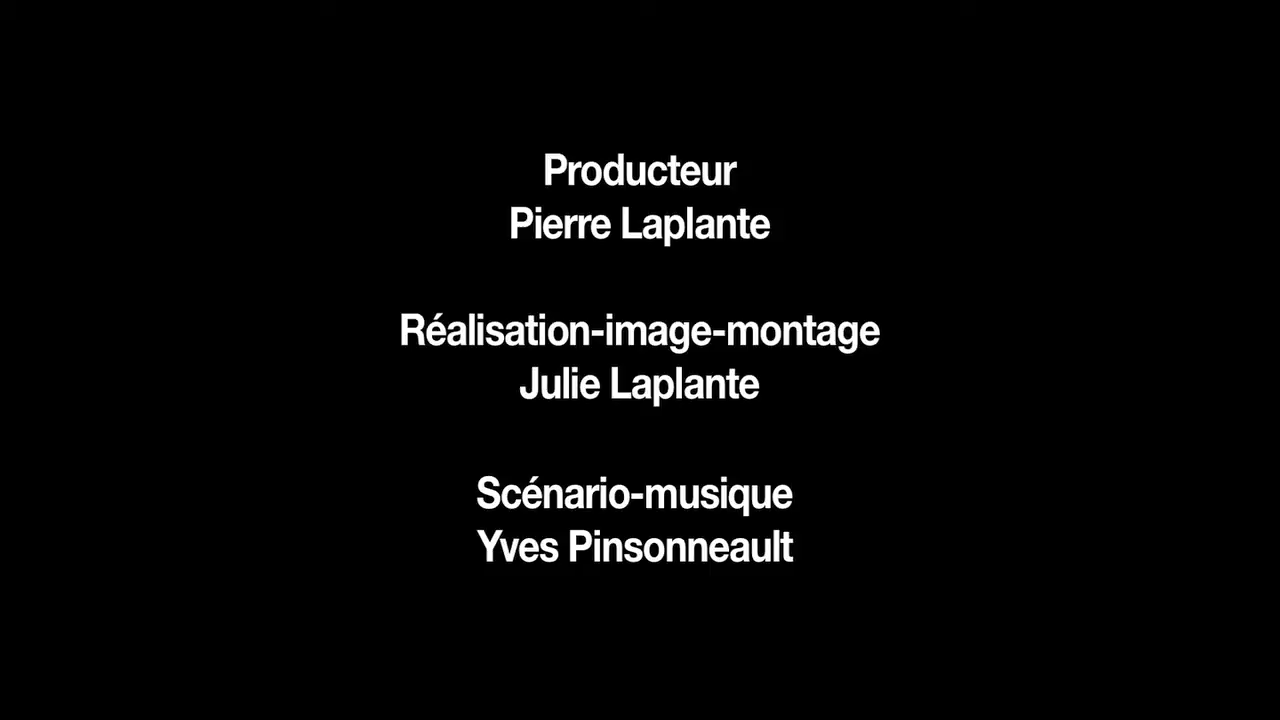 Producteur
Pierre Laplante
Réalisation-image-montage
Julie Laplante
Scénario-musique
Yves Pinsonneault